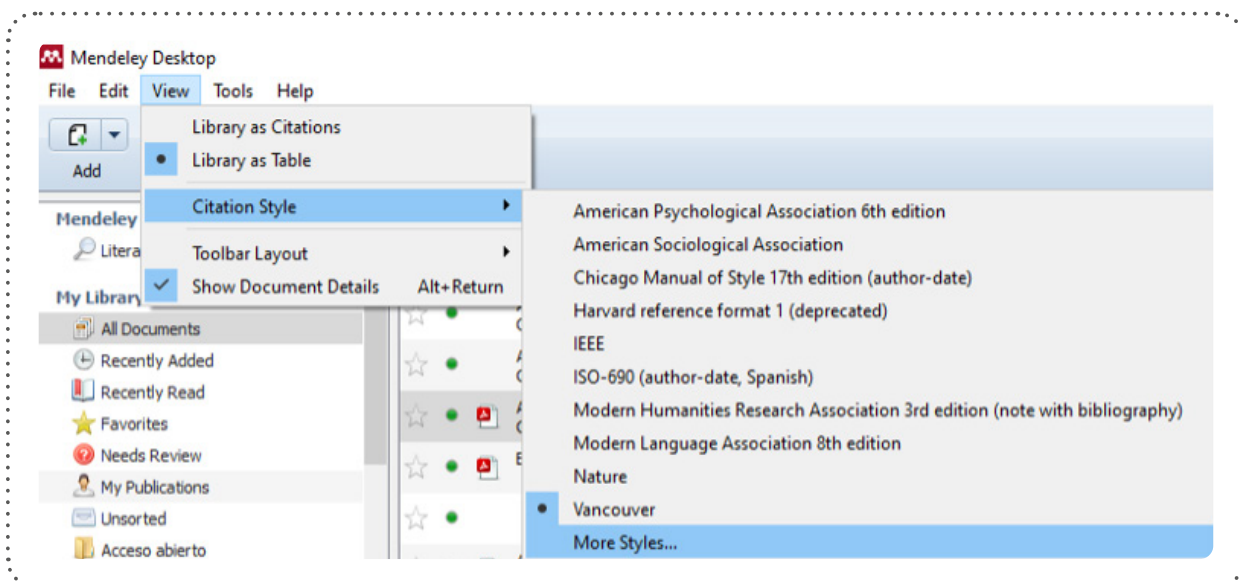 Mendeley Desktop
File Edit View Tools Help
Add
Library as Citations
Library as Table
Citation Style
Toolbar Layout
Show Document Details Alt+Return
American Psychological Association 6th edition
American Sociological Association
Chicago Manual of Style 17th edition (author-date)
Harvard reference format 1 (deprecated)
IEEE
ISO-690 (author-date, Spanish)
Modern Humanities Research Association 3rd edition (note with bibliography)
Modern Language Association 8th edition
Nature
Vancouver
More Styles...
Mendeley
Litera
My Library
All Documents
Recently Added
Recently Read
Favorites
Needs Review
My Publications
Unsorted
Acceso abierto